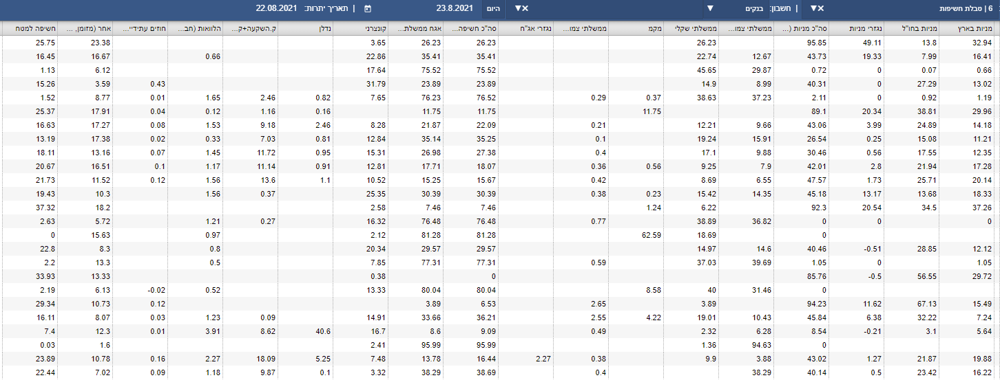 6 | טבלת חשיפות ▼✕ | חשבון: בנקים ▼ ▼✕ היום 23.8.2021 | תאריך יתרות: 22.08.2021
מניות בארץ מניות בחו"ל נגזרי מניות סה"כ מניות (... ממשלתי צמו... ממשלתי שקלי מקמ ממשלתי צמו... נגזרי אג"ח סה"כ חשיפה... אגח ממשלת... קונצרני נדלן ק.השקעה+ק... הלוואות (חב... חוזים עתידיי... אחר (מזומן, ... חשיפה למטח
32.94 13.8 49.11 95.85 26.23 26.23 26.23 3.65 23.38 25.75
16.41 7.99 19.33 43.73 12.67 22.74 35.41 35.41 22.86 0.66 16.67 16.45
0.66 0.07 0 0.72 29.87 45.65 75.52 75.52 17.64 6.12 1.13
13.02 27.29 0 40.31 8.99 14.9 23.89 23.89 31.79 0.43 3.59 15.26
1.19 0.92 0 2.11 37.23 38.63 0.37 0.29 76.52 76.23 7.65 0.82 2.46 1.65 0.01 8.77 1.52
29.96 38.81 20.34 89.1 11.75 11.75 11.75 0.16 1.16 0.12 0.04 17.91 25.37
14.18 24.89 3.99 43.06 9.66 12.21 0.21 22.09 21.87 8.28 2.46 9.18 1.53 0.08 17.27 16.63
11.21 15.08 0.25 26.54 15.91 19.24 0.1 35.25 35.14 12.84 0.81 7.03 0.33 0.02 17.38 13.19
12.35 17.55 0.56 30.46 9.88 17.1 0.4 27.38 26.98 15.31 0.95 11.72 1.45 0.07 13.16 18.11
17.28 21.94 2.8 42.01 7.9 9.25 0.56 0.36 18.07 17.71 12.81 0.91 11.14 1.17 0.1 16.51 20.67
20.14 25.71 1.73 47.57 6.55 8.69 0.42 15.67 15.25 10.52 1.1 13.6 1.56 0.12 11.52 21.73
18.33 13.68 13.17 45.18 14.35 15.42 0.23 0.38 30.39 30.39 25.35 0.37 1.56 10.3 19.43
37.26 34.5 20.54 92.3 6.22 1.24 7.46 7.46 2.58 18.2 37.32
0 0 0 36.82 38.89 0.77 76.48 76.48 16.32 0.27 1.21 5.72 2.63
0 18.69 62.59 81.28 81.28 2.12 0.97 15.63 0
12.12 28.85 -0.51 40.46 14.6 14.97 29.57 29.57 20.34 0.8 8.3 22.8
1.05 0 1.05 39.69 37.03 0.59 77.31 77.31 7.85 0.5 13.3 2.2
29.72 56.55 -0.5 85.76 0 0.38 13.33 33.93
0 31.46 40 8.58 80.04 80.04 13.33 0.52 -0.02 6.13 2.19
15.49 67.13 11.62 94.23 3.89 2.65 6.53 3.89 0.12 10.73 29.34
7.24 32.22 6.38 45.84 10.43 19.01 4.22 2.55 36.21 33.66 14.91 0.09 1.23 0.03 8.07 16.11
5.64 3.1 -0.21 8.54 6.28 2.32 0.49 9.09 8.6 16.7 40.6 8.62 3.91 0.01 12.3 7.4
0 94.63 1.36 95.99 95.99 2.41 1.6 0.03
19.88 21.87 1.27 43.02 3.88 9.9 0.38 2.27 16.44 13.78 7.48 5.25 18.09 2.27 0.16 10.78 23.89
16.22 23.42 0.5 40.14 38.29 0.4 38.69 38.29 3.32 0.1 9.87 1.18 0.09 7.02 22.44